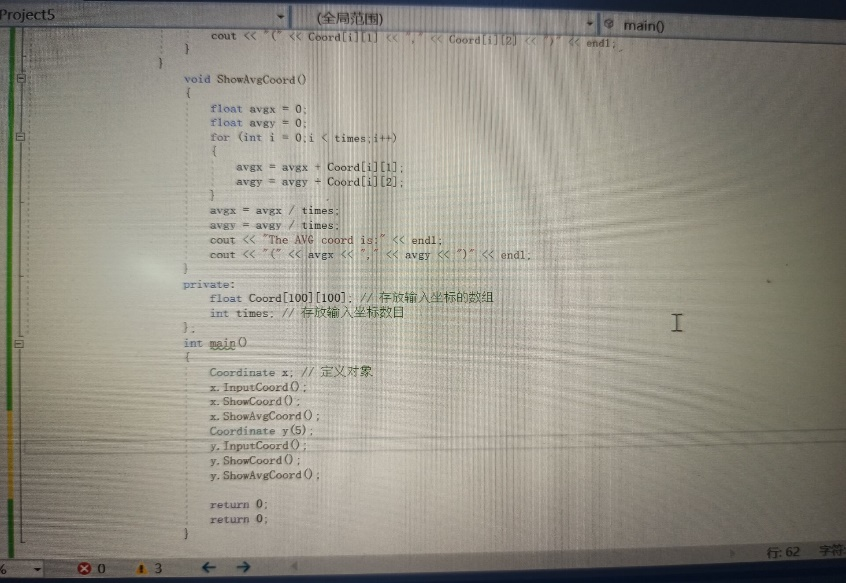 Project5 (全局范围) main()
cout << "(" << Coord[i][1] << "," << Coord[i][2] << ")" << endl;
}
}
void ShowAvgCoord()
{
float avgx = 0;
float avgy = 0;
for (int i = 0;i < times;i++)
{
avgx = avgx + Coord[i][1];
avgy = avgy + Coord[i][2];
}
avgx = avgx / times;
avgy = avgy / times;
cout << "The AVG coord is:" << endl;
cout << "(" << avgx << "," << avgy << ")" << endl;
}
private:
float Coord[100][100]; // 存放输入坐标的数组
int times; // 存放输入坐标数目
};
int main()
{
Coordinate x; // 定义对象
x.InputCoord();
x.ShowCoord();
x.ShowAvgCoord();
Coordinate y(5);
y.InputCoord();
y.ShowCoord();
y.ShowAvgCoord();
return 0;
return 0;
}
行: 62
% 0 3